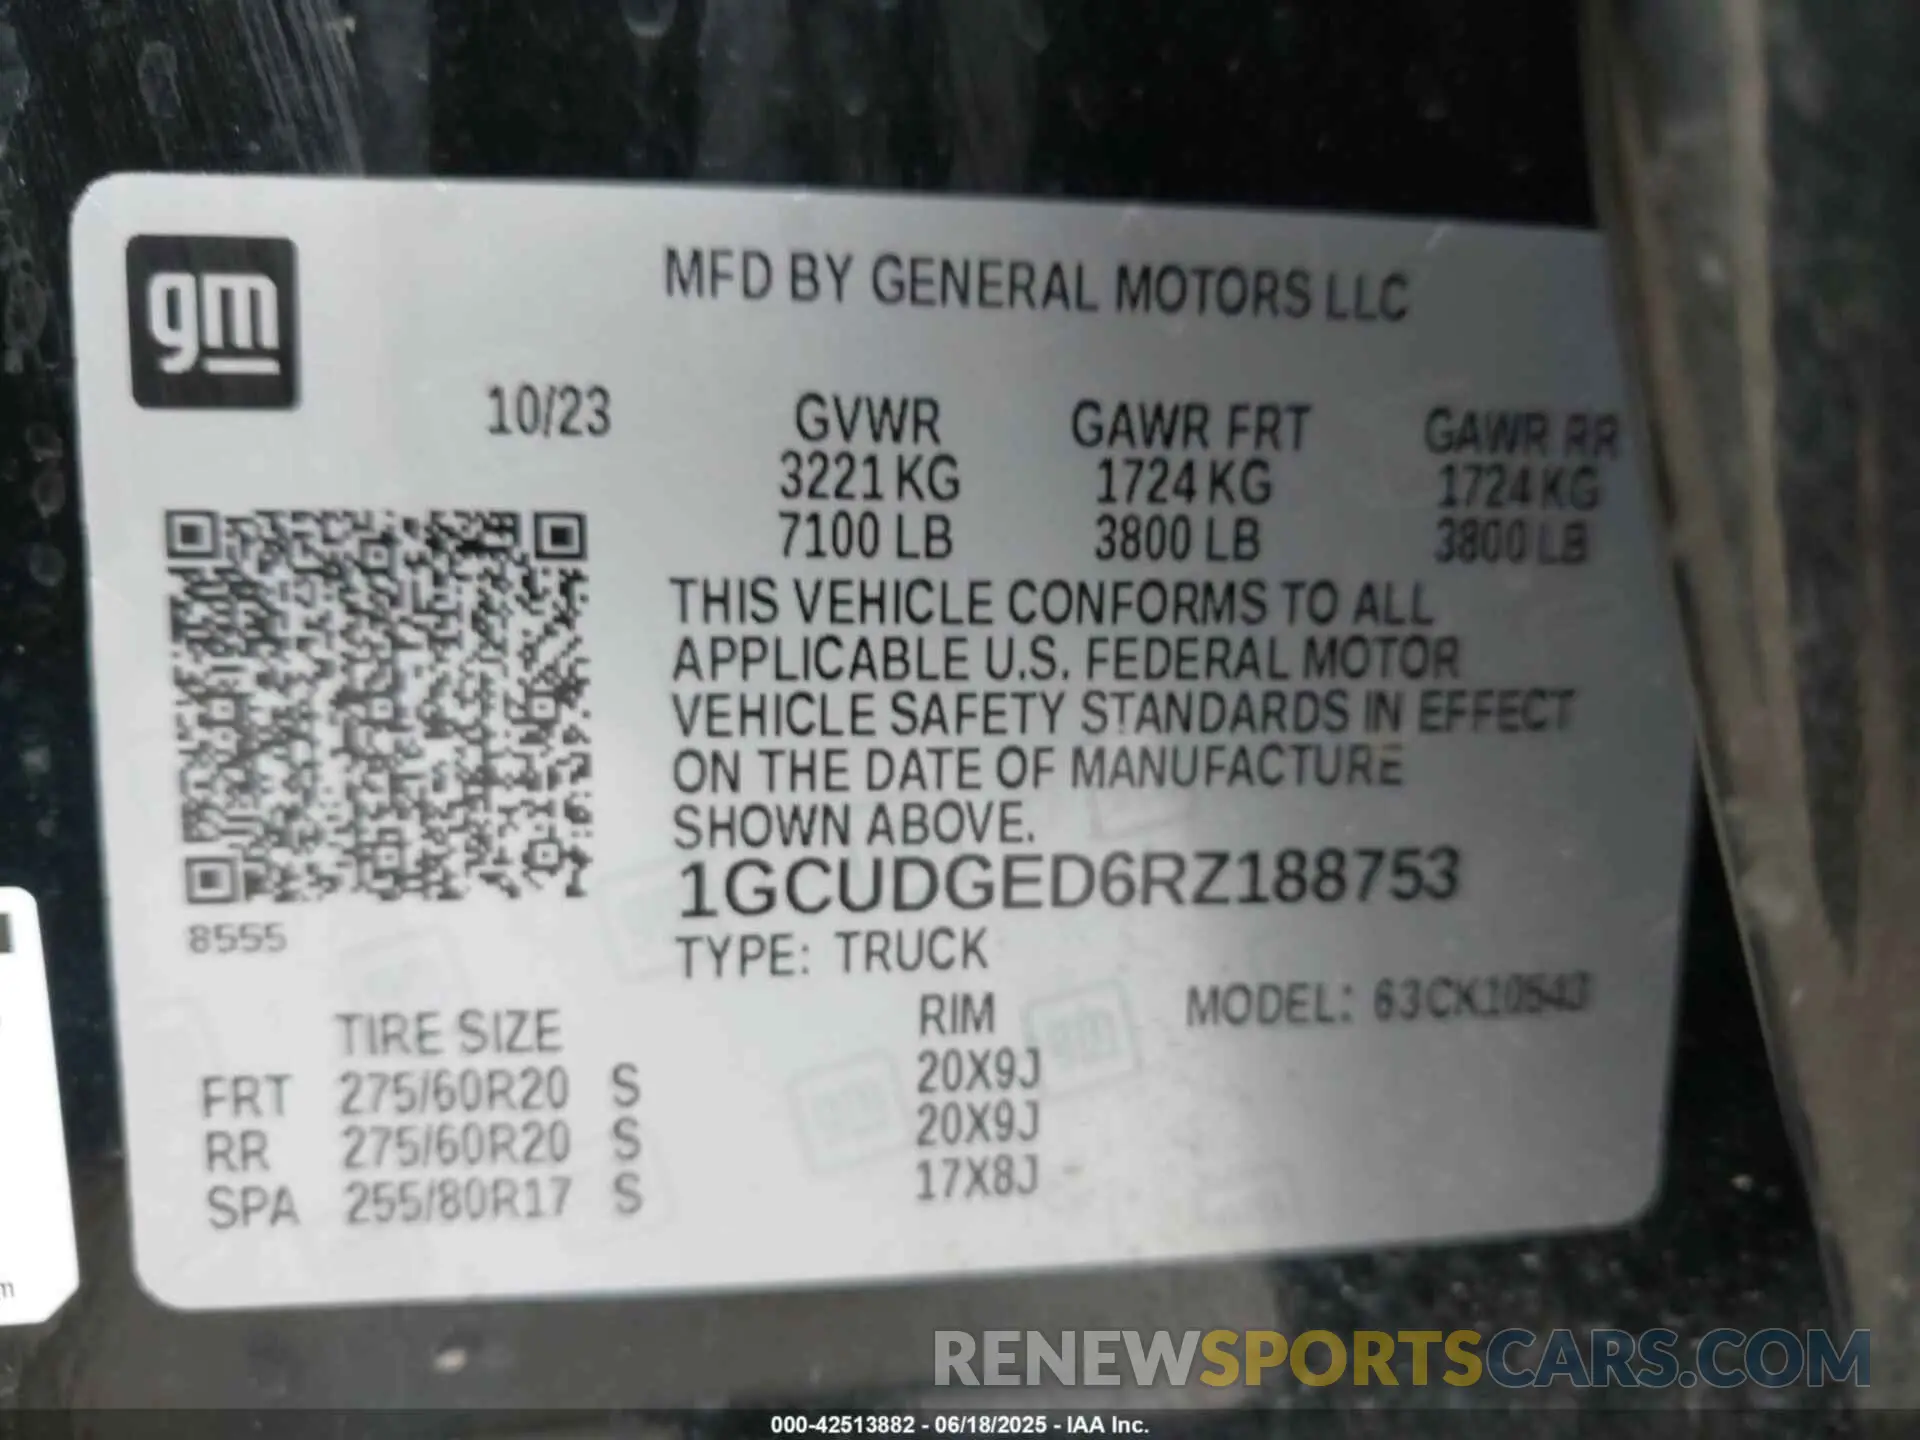 gm
MFD BY GENERAL MOTORS LLC
10/23 GVWR GAWR FRT GAWR RR
3221 KG 1724 KG 1724 KG
7100 LB 3800 LB 3800 LB
THIS VEHICLE CONFORMS TO ALL
APPLICABLE U.S. FEDERAL MOTOR
VEHICLE SAFETY STANDARDS IN EFFECT
ON THE DATE OF MANUFACTURE
SHOWN ABOVE.
1GCUDGED6RZ188753
8555
TYPE: TRUCK
TIRE SIZE RIM MODEL: 63CK10543
FRT 275/60R20 S 20X9J
RR 275/60R20 S 20X9J
SPA 255/80R17 S 17X8J
m
RENEWSPORTSCARS.COM
000-42513882 - 06/18/2025 - IAA Inc.